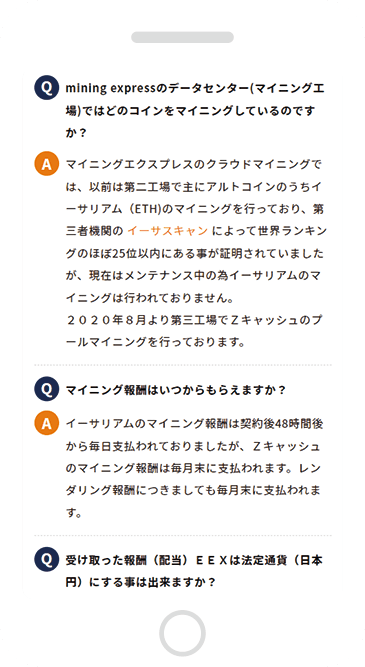 Q mining expressのデータセンター(マイニング工
場)ではどのコインをマイニングしているのです
か？
A マイニングエクスプレスのクラウドマイニングで
は、以前は第二工場で主にアルトコインのうちイ
ーサリアム（ETH)のマイニングを行っており、第
三者機関の イーサスキャン によって世界ランキン
グのほぼ25位以内にある事が証明されていました
が、現在はメンテナンス中の為イーサリアムのマ
イニングは行われておりません。
２０２０年８月より第三工場でＺキャッシュのプ
ールマイニングを行っております。
Q マイニング報酬はいつからもらえますか？
A イーサリアムのマイニング報酬は契約後48時間後
から毎日支払われておりましたが、Ｚキャッシュ
のマイニング報酬は毎月末に支払われます。レン
ダリング報酬につきましても毎月末に支払われま
す。
Q 受け取った報酬（配当）ＥＥＸは法定通貨（日本
円）にする事は出来ますか？